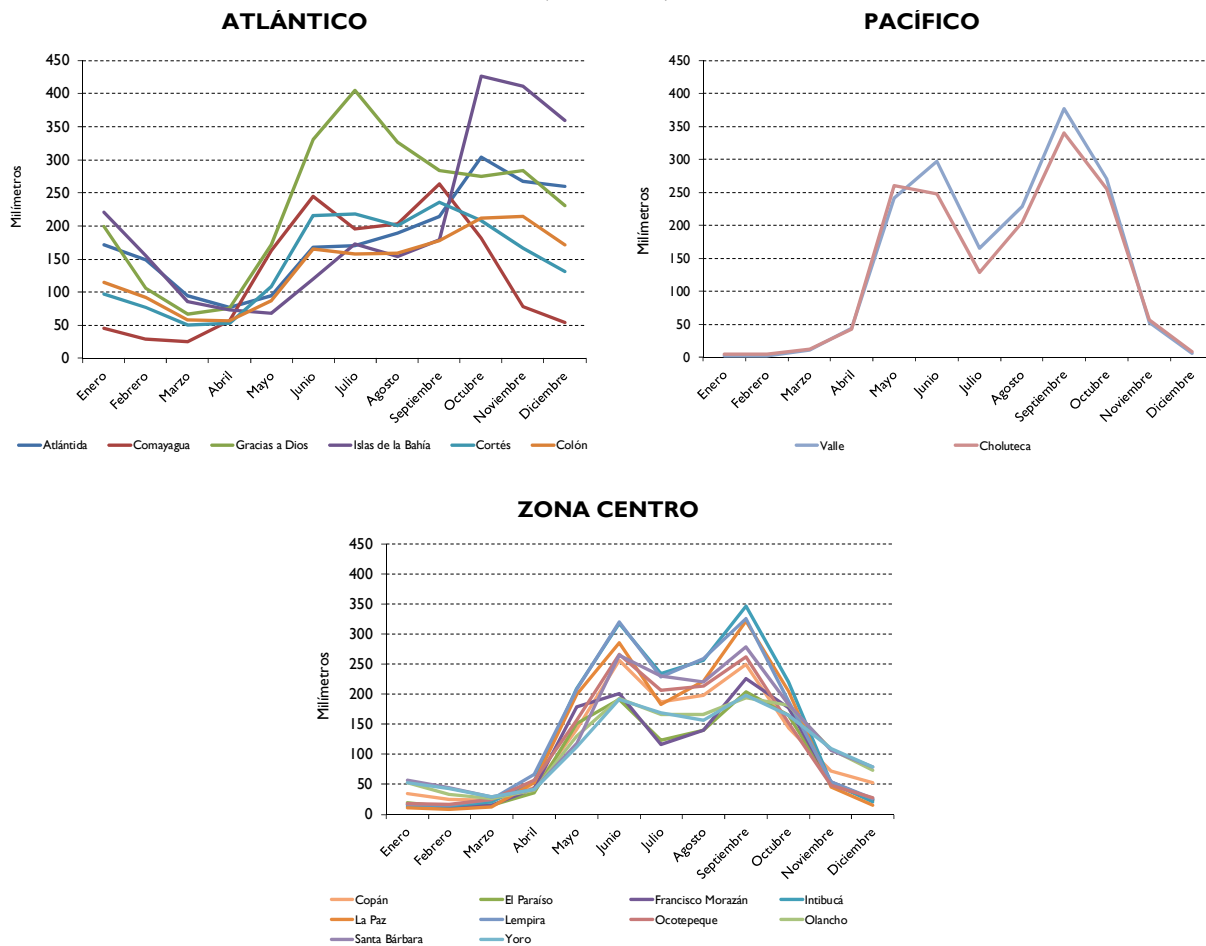 ATLÁNTICO
450
400
350
300
250
200
150
100
50
0
Milímetros
Enero
Febrero
Marzo
Abril
Mayo
Junio
Julio
Agosto
Septiembre
Octubre
Noviembre
Diciembre
Atlántida Comayagua Gracias a Dios Islas de la Bahía Cortés Colón
PACÍFICO
450
400
350
300
250
200
150
100
50
0
Milímetros
Enero
Febrero
Marzo
Abril
Mayo
Junio
Julio
Agosto
Septiembre
Octubre
Noviembre
Diciembre
Valle Choluteca
ZONA CENTRO
450
400
350
300
250
200
150
100
50
0
Milímetros
Enero
Febrero
Marzo
Abril
Mayo
Junio
Julio
Agosto
Septiembre
Octubre
Noviembre
Diciembre
Copán El Paraíso Francisco Morazán Intibucá
La Paz Lempira Ocotepeque Olancho
Santa Bárbara Yoro